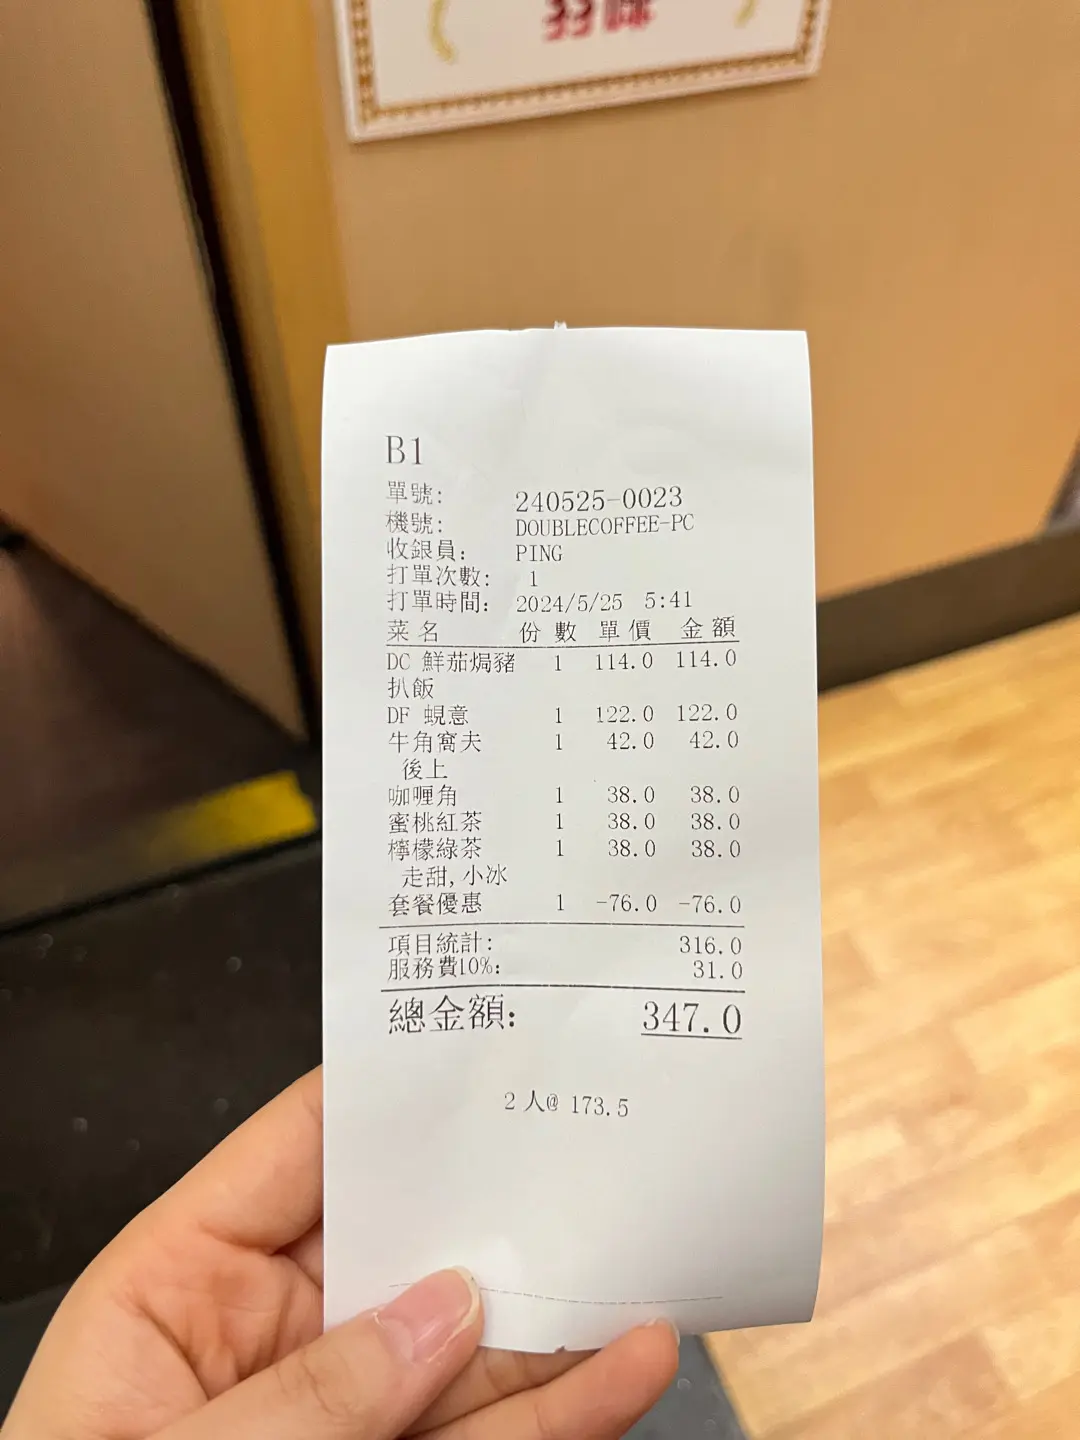 B1
單號: 240525-0023
機號: DOUBLECOFFEE-PC
收銀員: PING
打單次數: 1
打單時間: 2024/5/25 5:41
菜名 份數 單價 金額
DC 鮮茄焗豬 1 114.0 114.0
扒飯
DF 蜆意 1 122.0 122.0
牛角窩夫 1 42.0 42.0
後上
咖喱角 1 38.0 38.0
蜜桃紅茶 1 38.0 38.0
檸檬綠茶 1 38.0 38.0
走甜,小冰
套餐優惠 1 -76.0 -76.0
項目統計: 316.0
服務費10%: 31.0
總金額: 347.0
2人@ 173.5